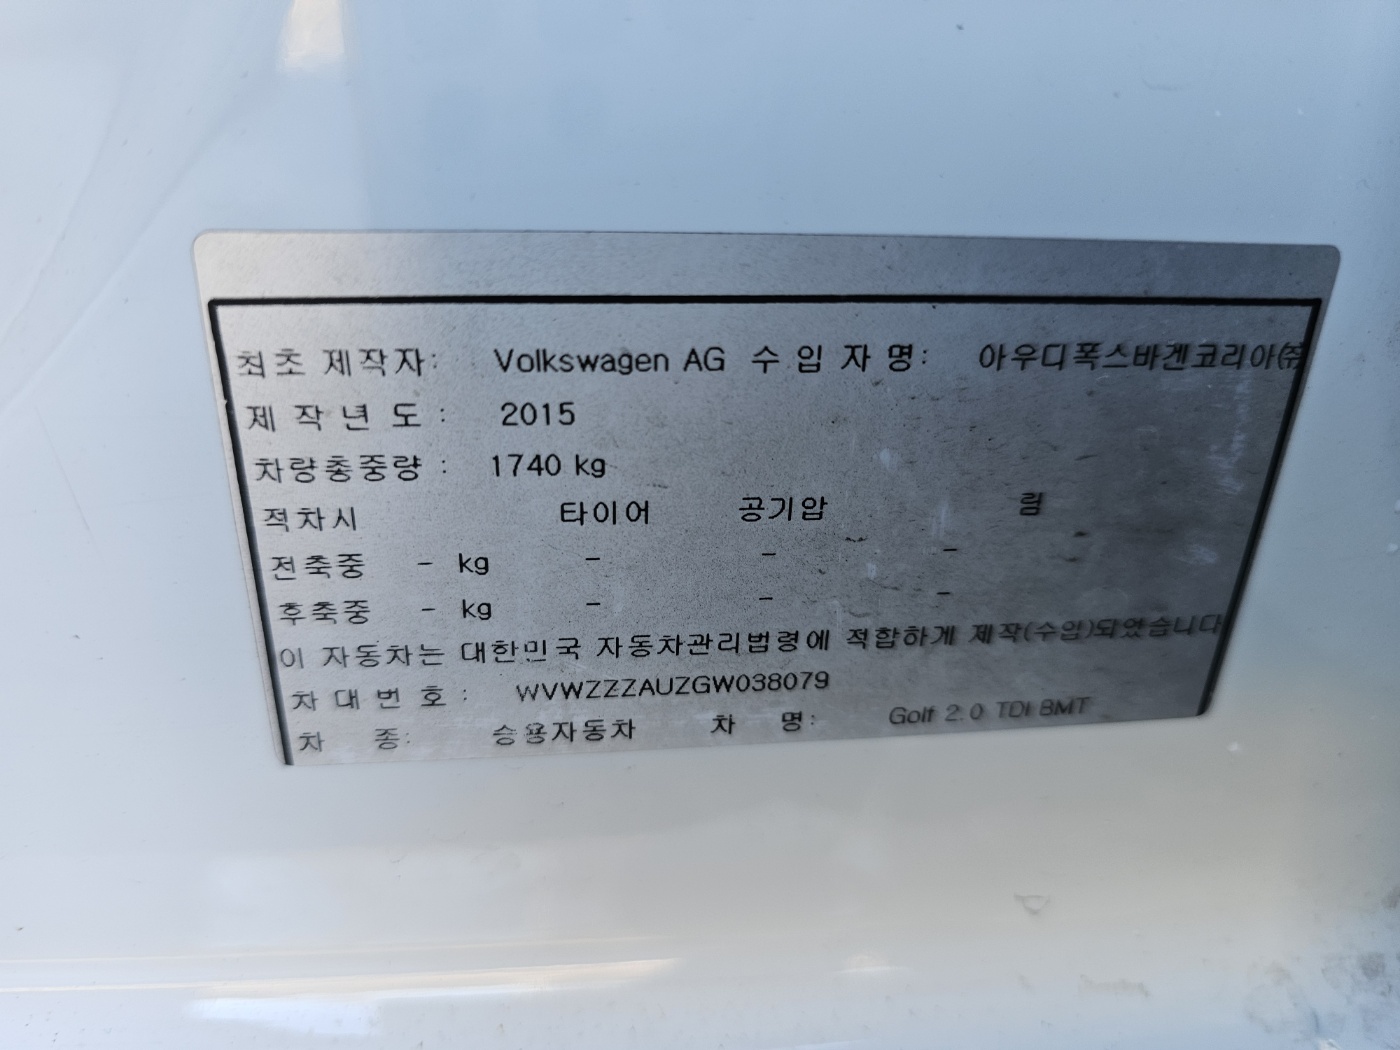 최초 제작자: Volkswagen AG 수 입 자 명: 아우디폭스바겐코리아㈜
제 작 년 도 : 2015
차량총중량 : 1740 kg
적차시 타이어 공기압 림
전축중 - kg - - -
후축중 - kg - - -
이 자동차는 대한민국 자동차관리법령에 적합하게 제작(수입)되었습니다
차 대 번 호 : WVWZZZAUZGW038079
차 종: 승용자동차 차 명: Golf 2.0 TDI BMT